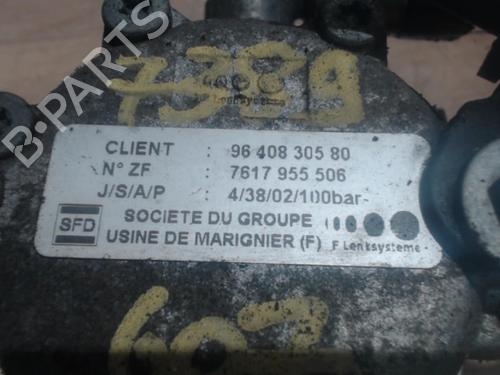 7389
Lenksysteme
B-PARTS
CLIENT : 96 408 305 80
N° ZF : 7617 955 506
J/S/A/P : 4/38/02/100bar
SFD
SOCIETE DU GROUPE
USINE DE MARIGNIER (F) F Lenksysteme
607